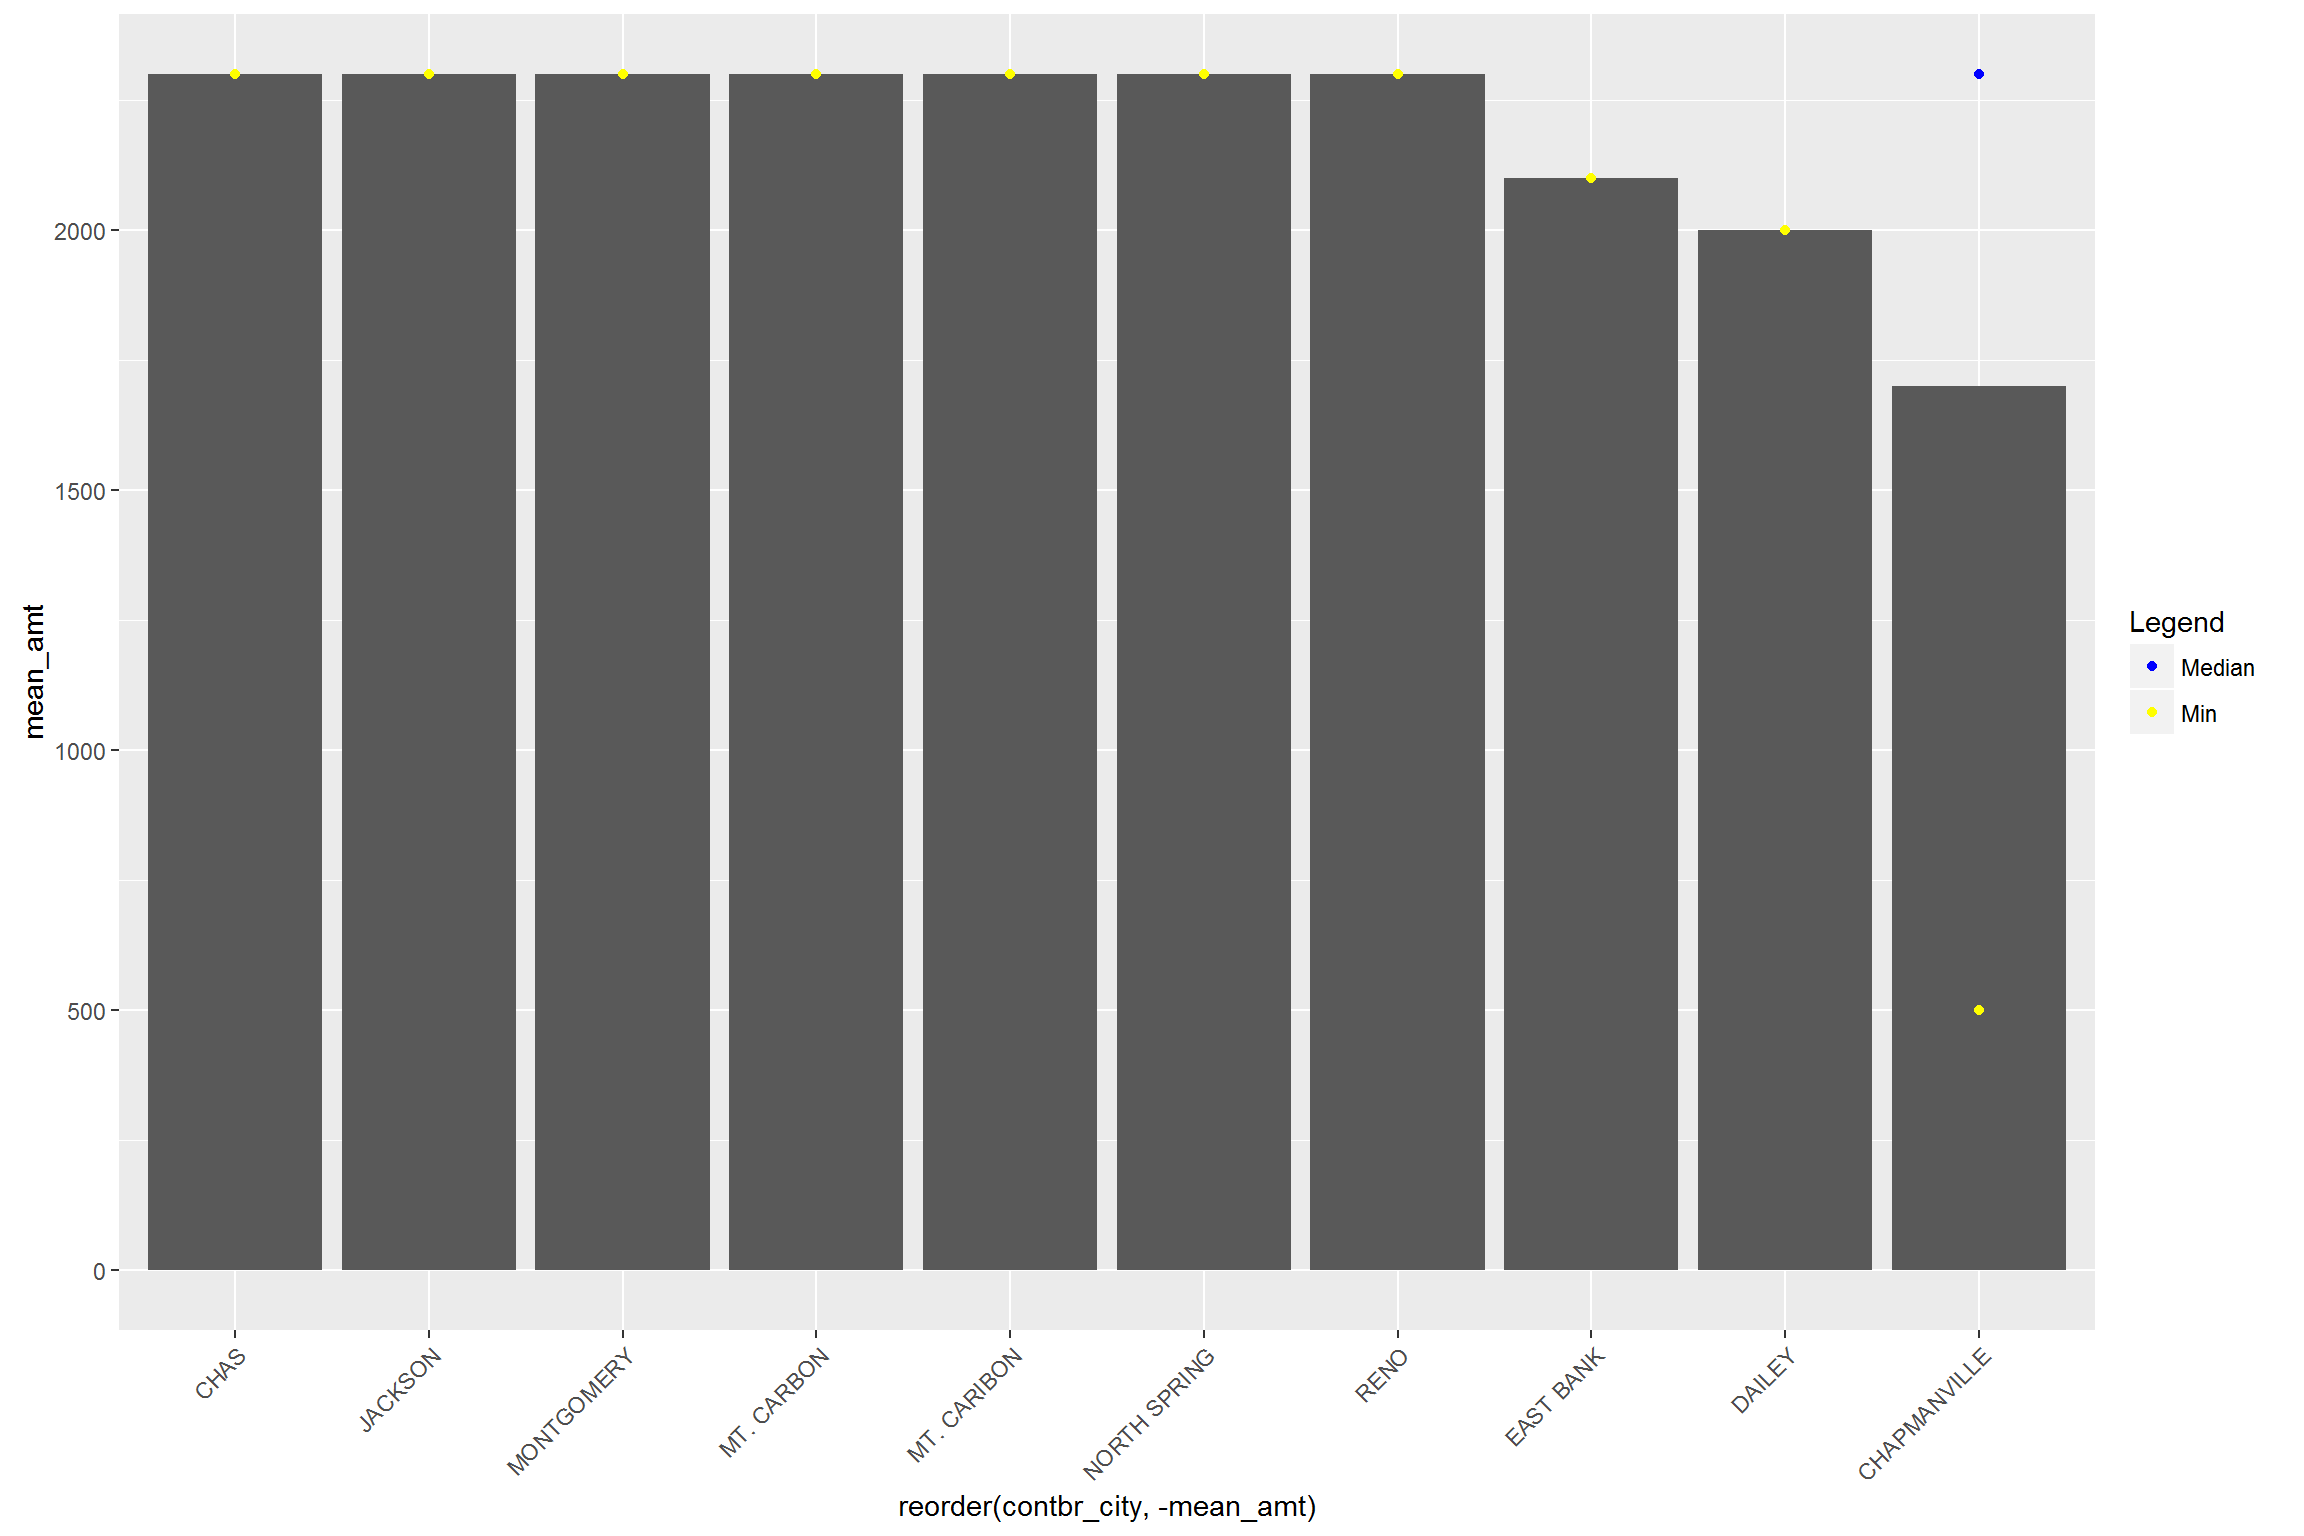 mean_amt
2000
1500
1000
500
0
CHAS
JACKSON
MONTGOMERY
MT. CARBON
MT. CARIBON
NORTH SPRING
RENO
EAST BANK
DAILEY
CHAPMANVILLE
reorder(contbr_city, -mean_amt)
Legend
Median
Min